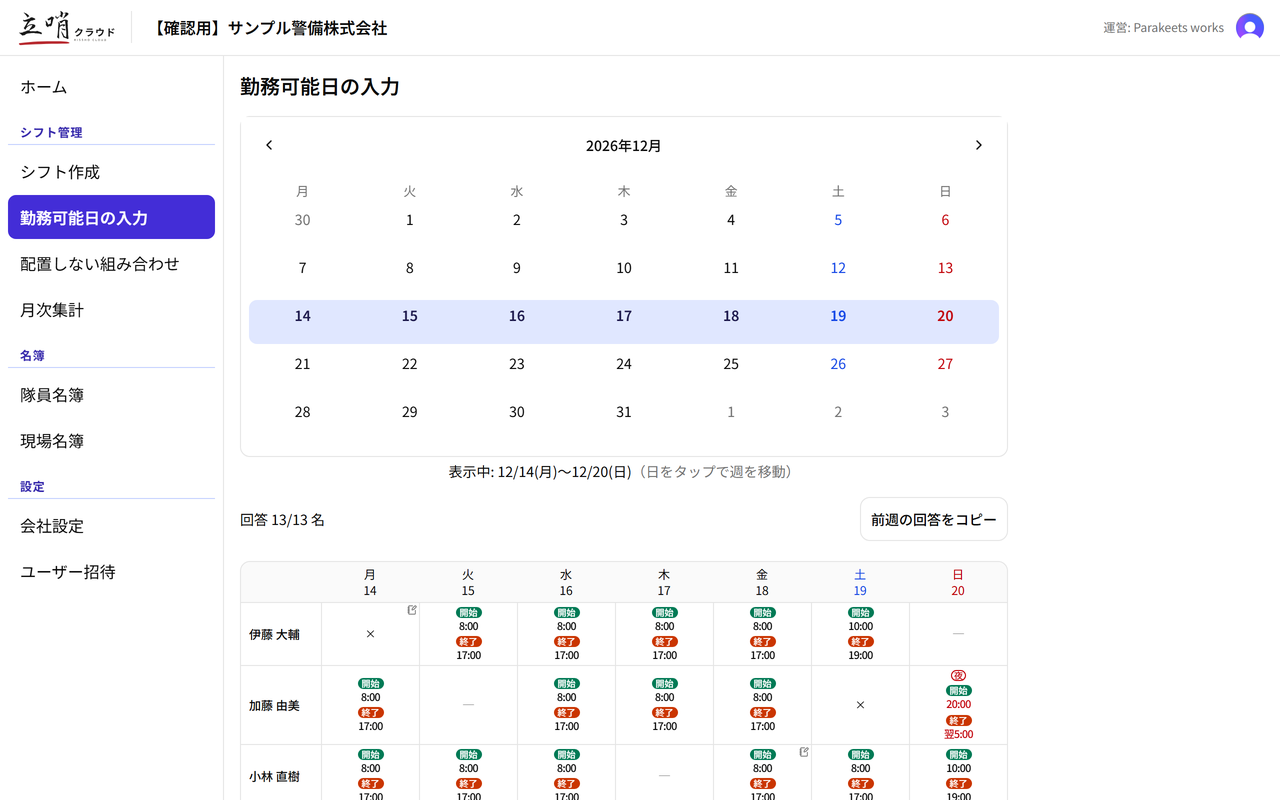 立哨クラウド
【確認用】サンプル警備株式会社
運営: Parakeets works
ホーム
シフト管理
シフト作成
勤務可能日の入力
配置しない組み合わせ
月次集計
名簿
隊員名簿
現場名簿
設定
会社設定
ユーザー招待
勤務可能日の入力
2026年12月
月 火 水 木 金 土 日
30 1 2 3 4 5 6
7 8 9 10 11 12 13
14 15 16 17 18 19 20
21 22 23 24 25 26 27
28 29 30 31 1 2 3
表示中: 12/14(月)〜12/20(日)（日をタップで週を移動）
回答 13/13 名
前週の回答をコピー
月 火 水 木 金 土 日
14 15 16 17 18 19 20
伊藤 大輔
×
開始 8:00 終了 17:00
開始 8:00 終了 17:00
開始 8:00 終了 17:00
開始 8:00 終了 17:00
開始 10:00 終了 19:00
—
加藤 由美
開始 8:00 終了 17:00
—
開始 8:00 終了 17:00
開始 8:00 終了 17:00
開始 8:00 終了 17:00
×
夜 開始 20:00 終了 翌5:00
小林 直樹
開始 8:00 終了 17:00
開始 8:00 終了 17:00
開始 8:00 終了 17:00
—
開始 8:00 終了 17:00
開始 8:00 終了 17:00
開始 10:00 終了 19:00